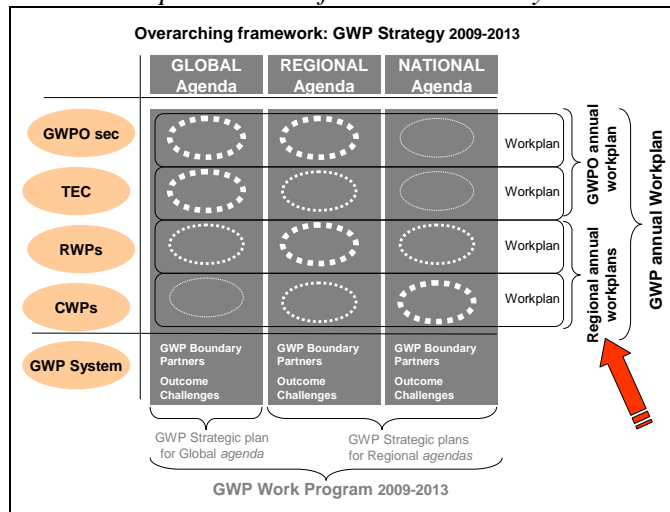 Overarching framework: GWP Strategy 2009-2013
GLOBAL
Agenda
REGIONAL
Agenda
NATIONAL
Agenda
GWPO sec
Workplan
TEC
Workplan
RWPs
Workplan
CWPs
Workplan
GWPO annual
workplan
Regional annual
workplans
GWP annual Workplan
GWP System
GWP Boundary
Partners
Outcome
Challenges
GWP Boundary
Partners
Outcome
Challenges
GWP Boundary
Partners
Outcome
Challenges
GWP Strategic plan
for Global agenda
GWP Strategic plans
for Regional agendas
GWP Work Program 2009-2013